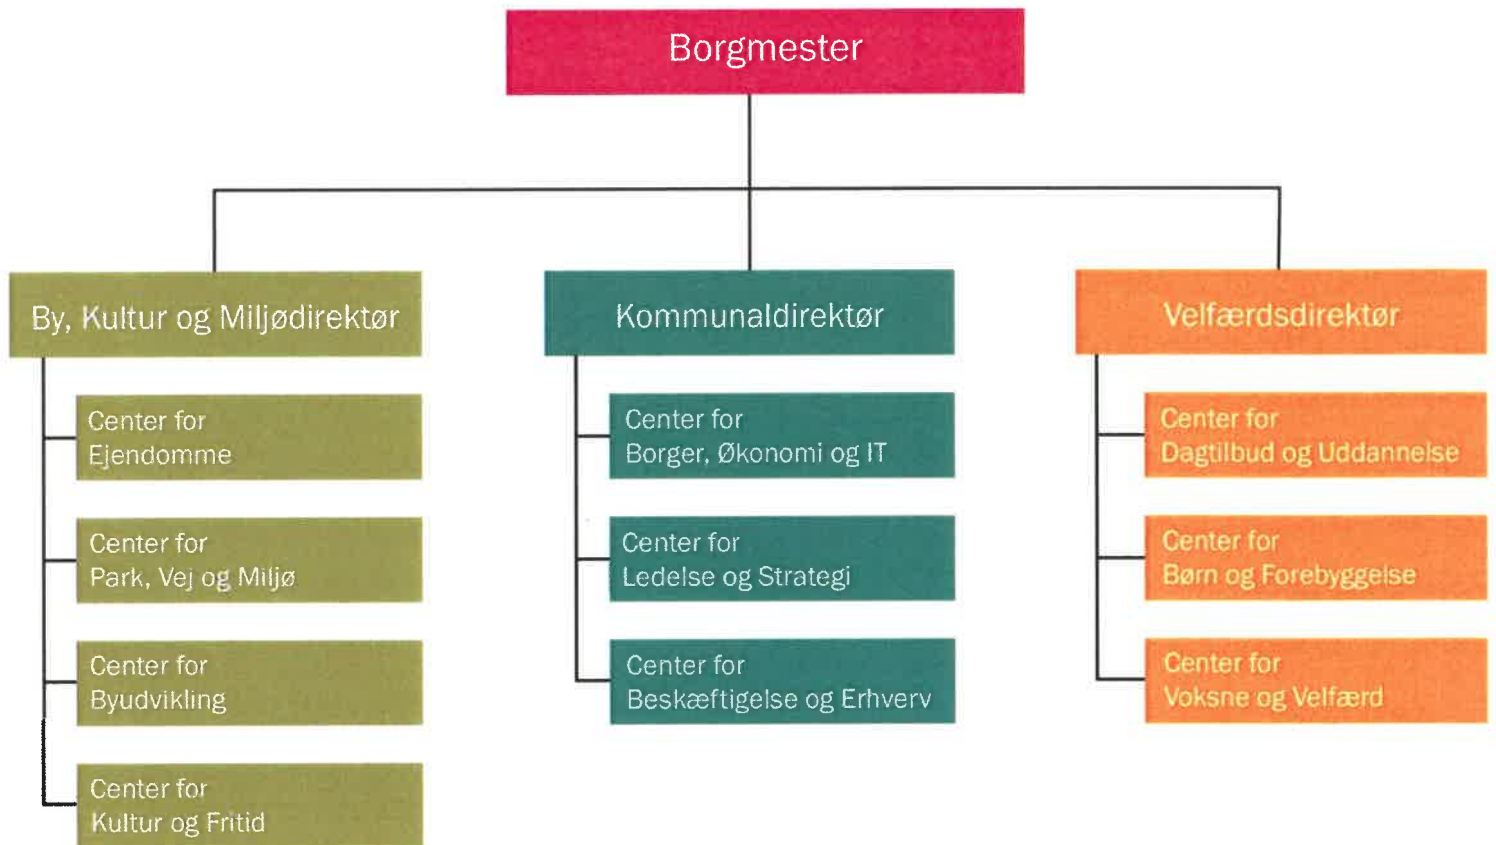 Borgmester
By, Kultur og Miljødirektør
Center for
Ejendomme
Center for
Park, Vej og Miljø
Center for
Byudvikling
Center for
Kultur og Fritid
Kommunaldirektør
Center for
Borger, Økonomi og IT
Center for
Ledelse og Strategi
Center for
Beskæftigelse og Erhverv
Velfærdsdirektør
Center for
Dagtilbud og Uddannelse
Center for
Børn og Forebyggelse
Center for
Voksne og Velfærd